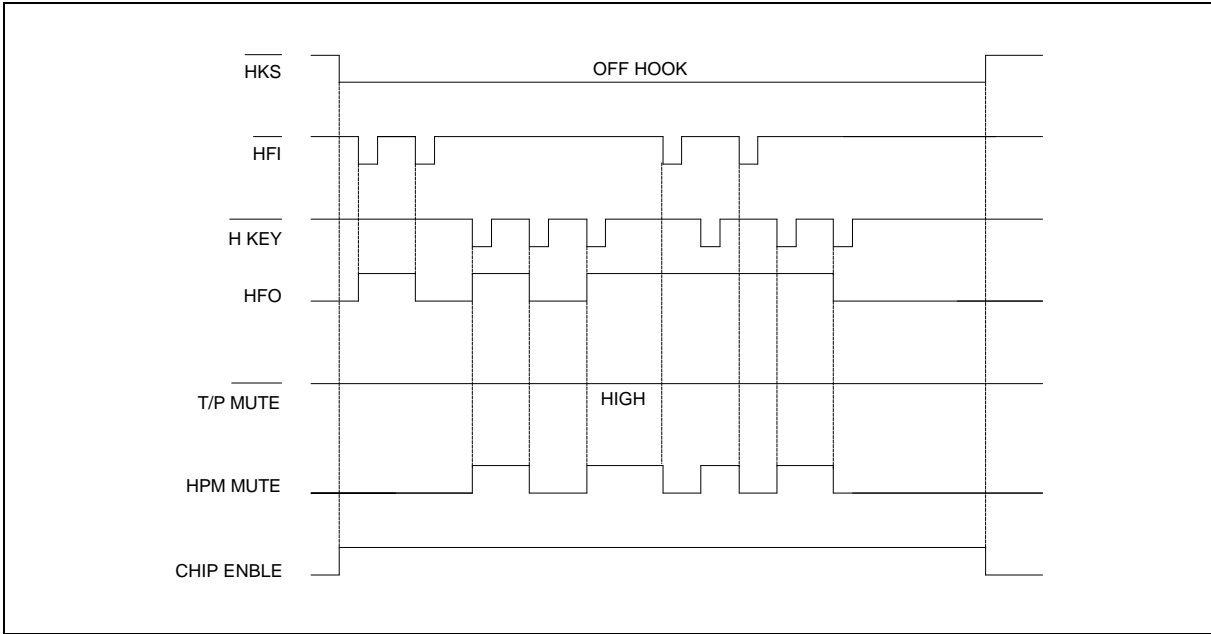 HKS
OFF HOOK
HFI
H KEY
HFO
T/P MUTE
HIGH
HPM MUTE
CHIP ENBLE